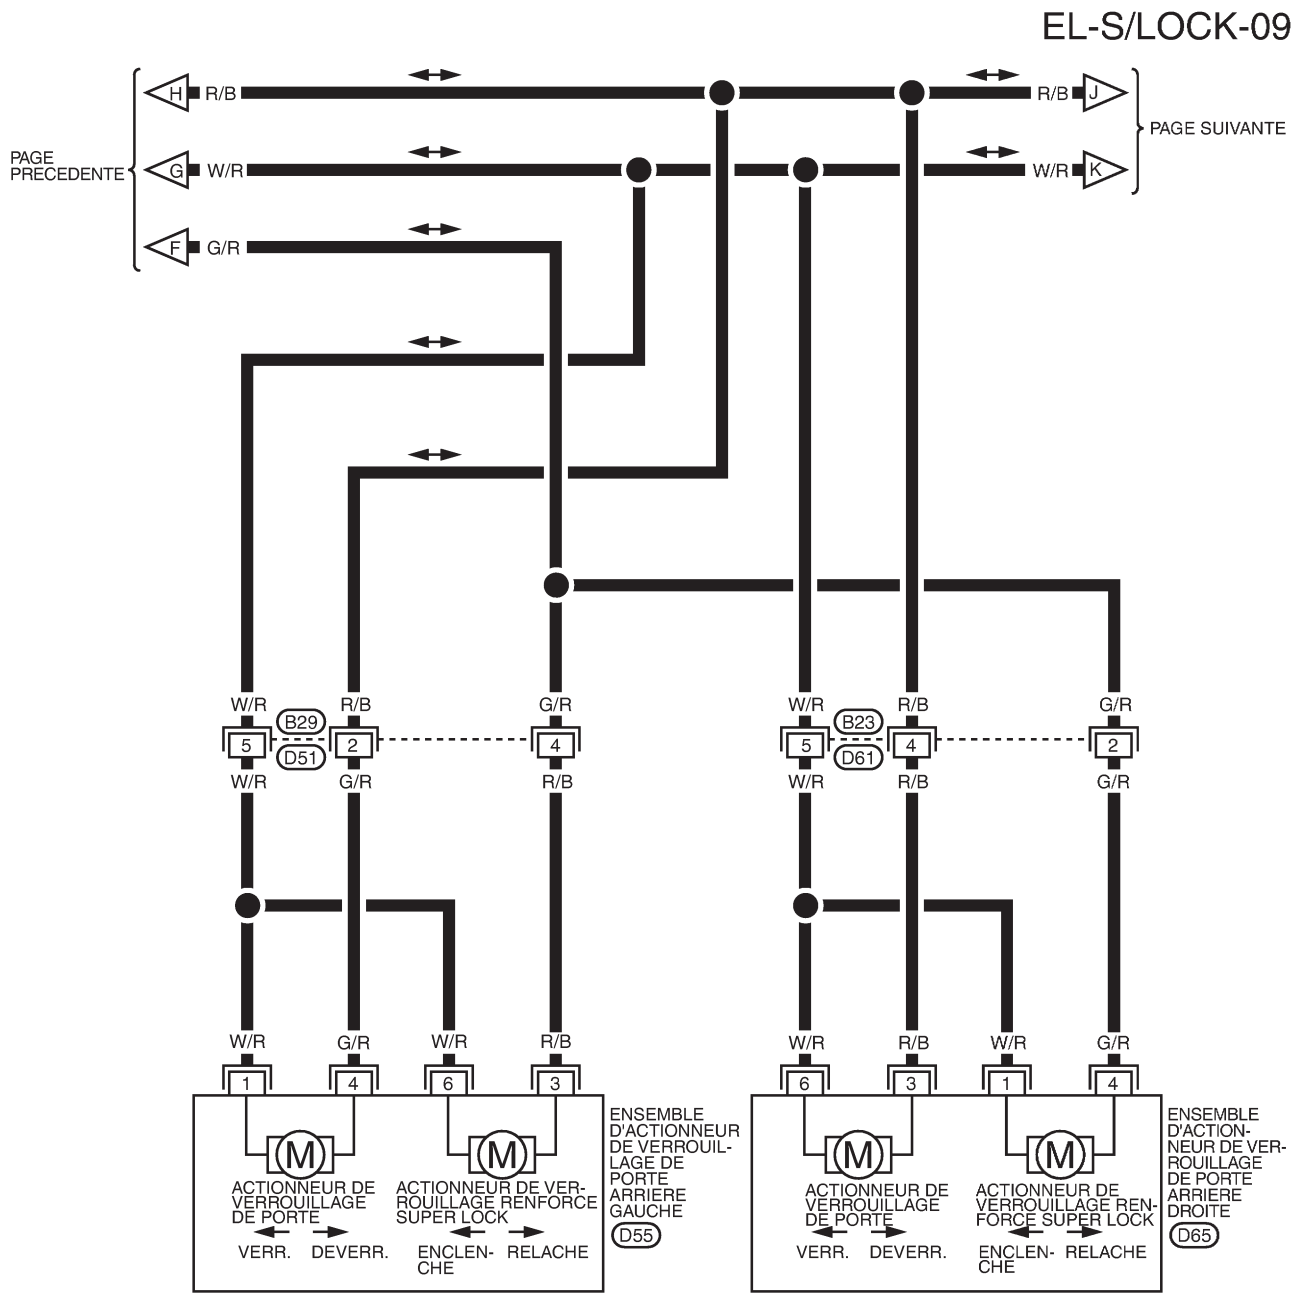 EL-S/LOCK-09
H R/B R/B J
PAGE SUIVANTE
PAGE
PRECEDENTE
G W/R W/R K
F G/R
W/R R/B G/R W/R R/B G/R
B29 B23
5 2 4 5 4 2
D51 D61
W/R G/R R/B W/R R/B G/R
W/R G/R W/R R/B W/R R/B W/R G/R
1 4 6 3 6 3 1 4
M M M M
ENSEMBLE
D'ACTIONNEUR
DE VERROUIL-
LAGE DE
PORTE
ARRIERE
GAUCHE
D55
ACTIONNEUR DE
VERROUILLAGE
DE PORTE
VERR. DEVERR.
ACTIONNEUR DE VER-
ROUILLAGE RENFORCE
SUPER LOCK
ENCLEN- RELACHE
CHE
ENSEMBLE
D'ACTION-
NEUR DE VER-
ROUILLAGE
DE PORTE
ARRIERE
DROITE
D65
ACTIONNEUR DE
VERROUILLAGE
DE PORTE
VERR. DEVERR.
ACTIONNEUR DE
VERROUILLAGE REN-
FORCE SUPER LOCK
ENCLEN- RELACHE
CHE